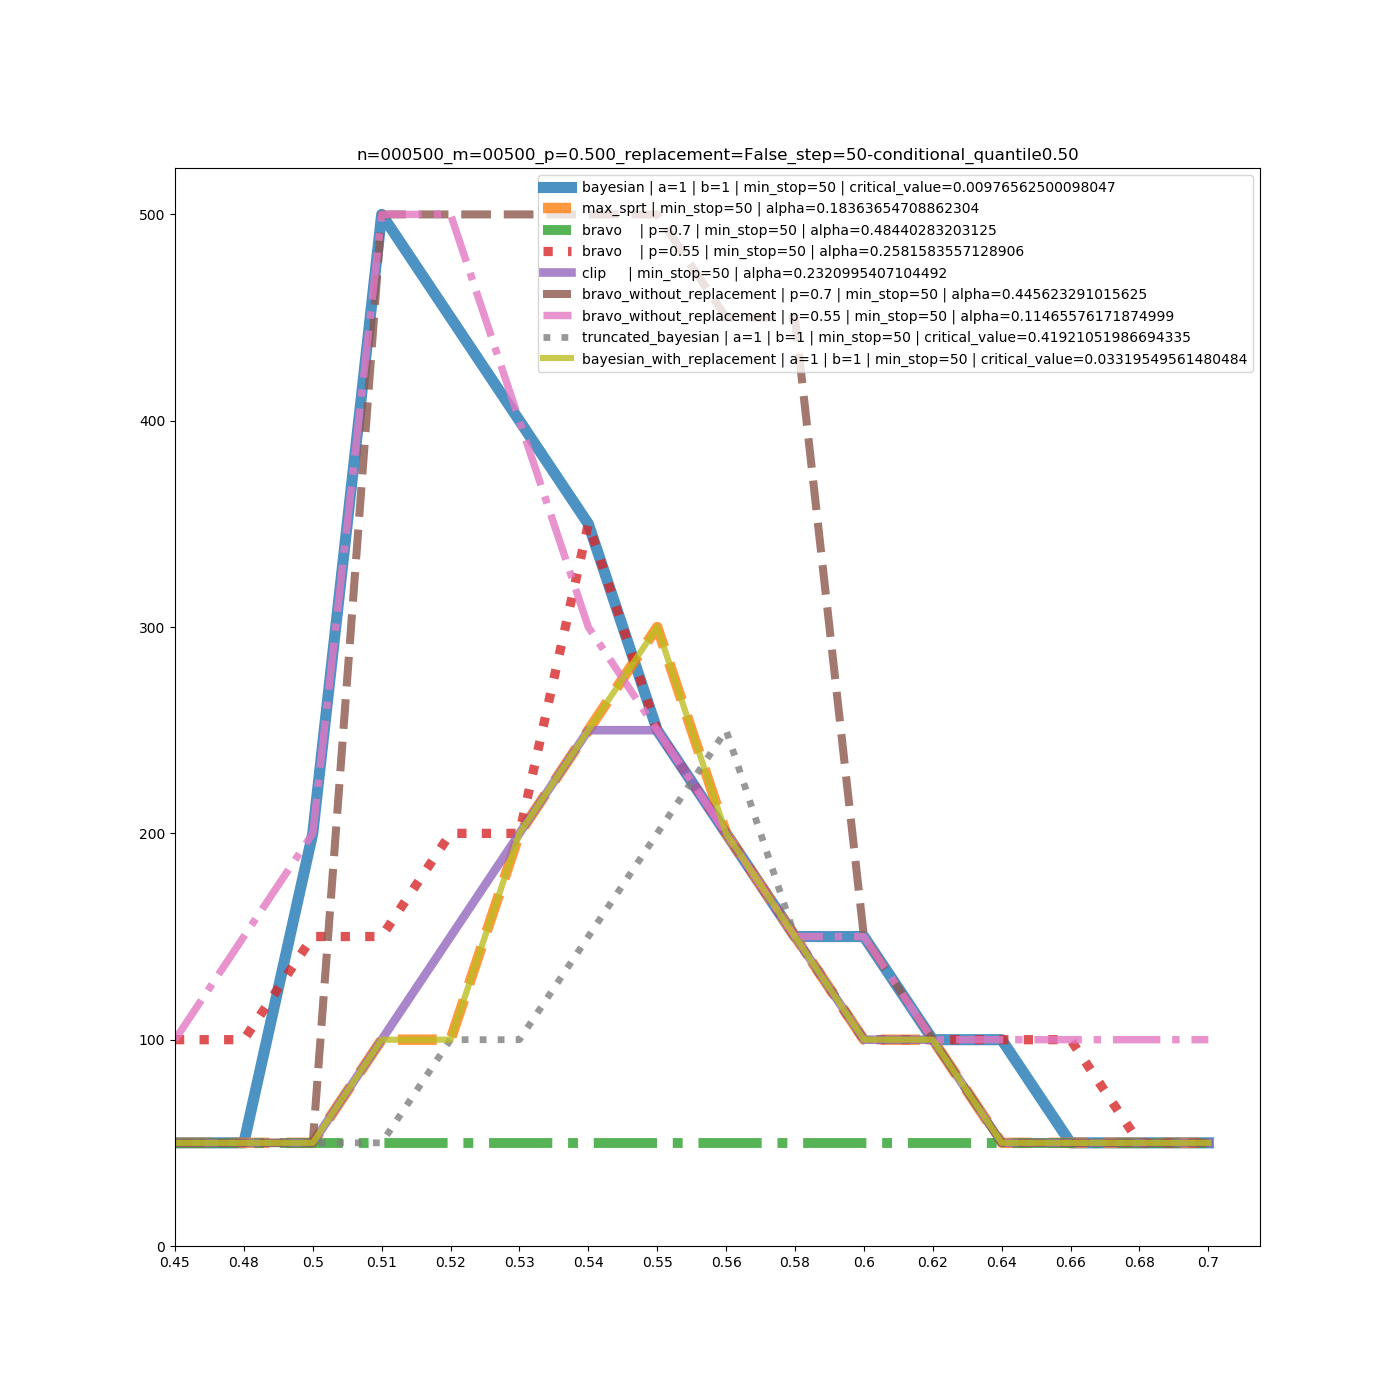 n=000500_m=00500_p=0.500_replacement=False_step=50-conditional_quantile0.50
bayesian | a=1 | b=1 | min_stop=50 | critical_value=0.00976562500098047
max_sprt | min_stop=50 | alpha=0.18363654708862304
bravo | p=0.7 | min_stop=50 | alpha=0.48440283203125
bravo | p=0.55 | min_stop=50 | alpha=0.2581583557128906
clip | min_stop=50 | alpha=0.2320995407104492
bravo_without_replacement | p=0.7 | min_stop=50 | alpha=0.445623291015625
bravo_without_replacement | p=0.55 | min_stop=50 | alpha=0.11465576171874999
truncated_bayesian | a=1 | b=1 | min_stop=50 | critical_value=0.41921051986694335
bayesian_with_replacement | a=1 | b=1 | min_stop=50 | critical_value=0.03319549561480484
500
400
300
200
100
0
0.45 0.48 0.5 0.51 0.52 0.53 0.54 0.55 0.56 0.58 0.6 0.62 0.64 0.66 0.68 0.7